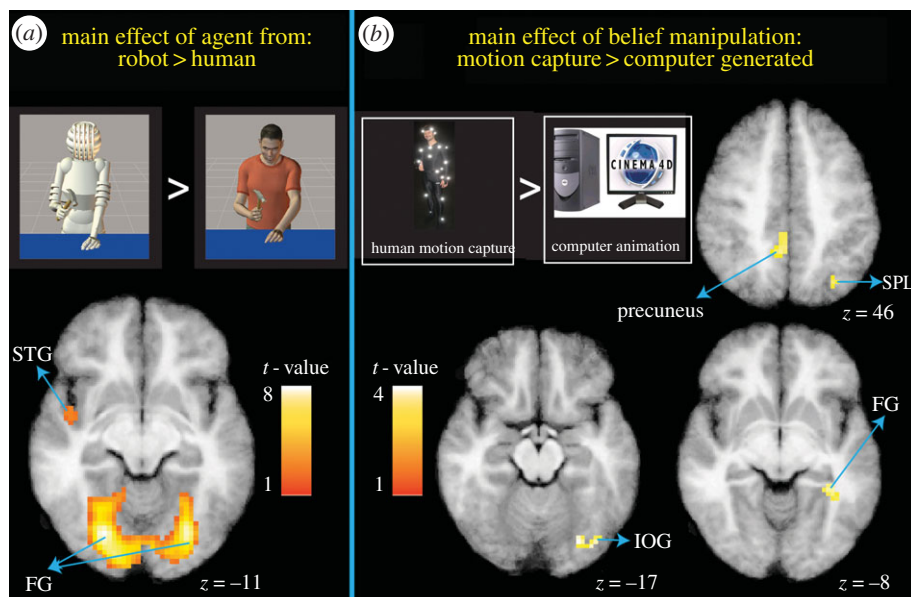 (a)
main effect of agent from:
robot > human
>
STG
t - value
8
1
FG
z = –11
(b)
main effect of belief manipulation:
motion capture > computer generated
human motion capture
>
CINEMA 4D
computer animation
precuneus
SPL
z = 46
t - value
4
1
IOG
z = –17
FG
z = –8